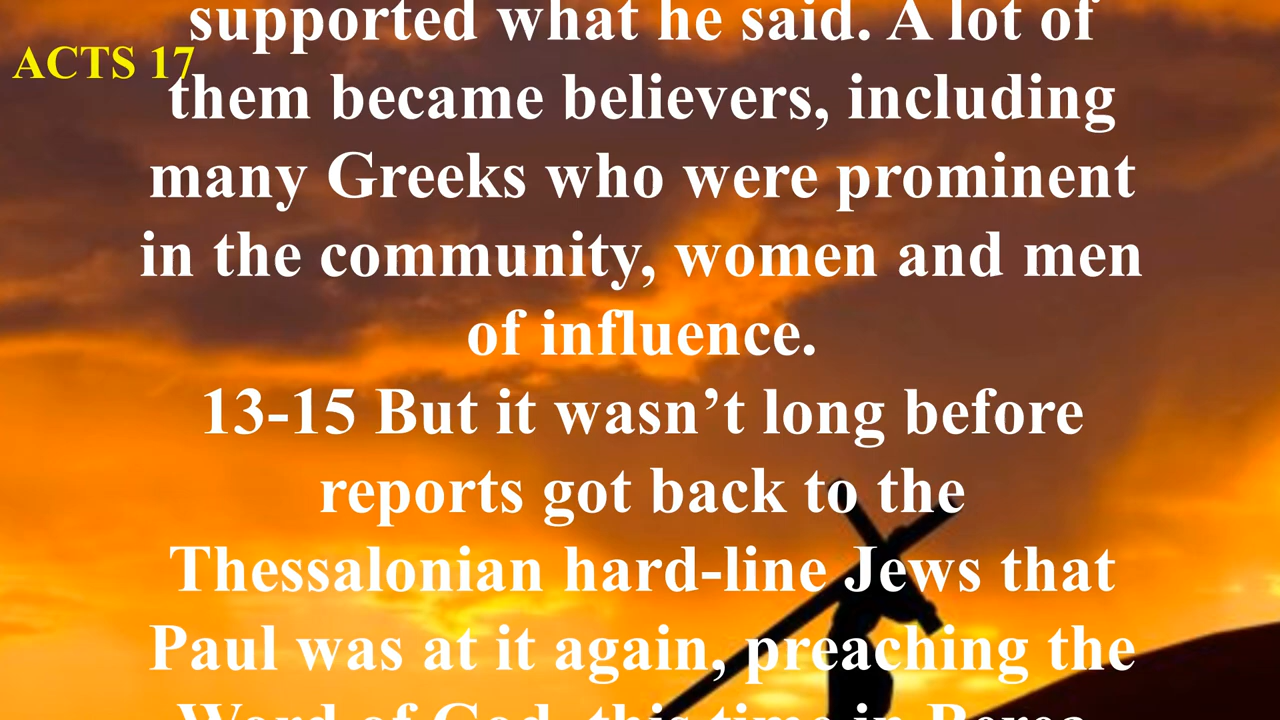 supported what he said. A lot of
ACTS 17
them became believers, including
many Greeks who were prominent
in the community, women and men
of influence.
13-15 But it wasn’t long before
reports got back to the
Thessalonian hard-line Jews that
Paul was at it again, preaching the
Word of God, this time in Berea.